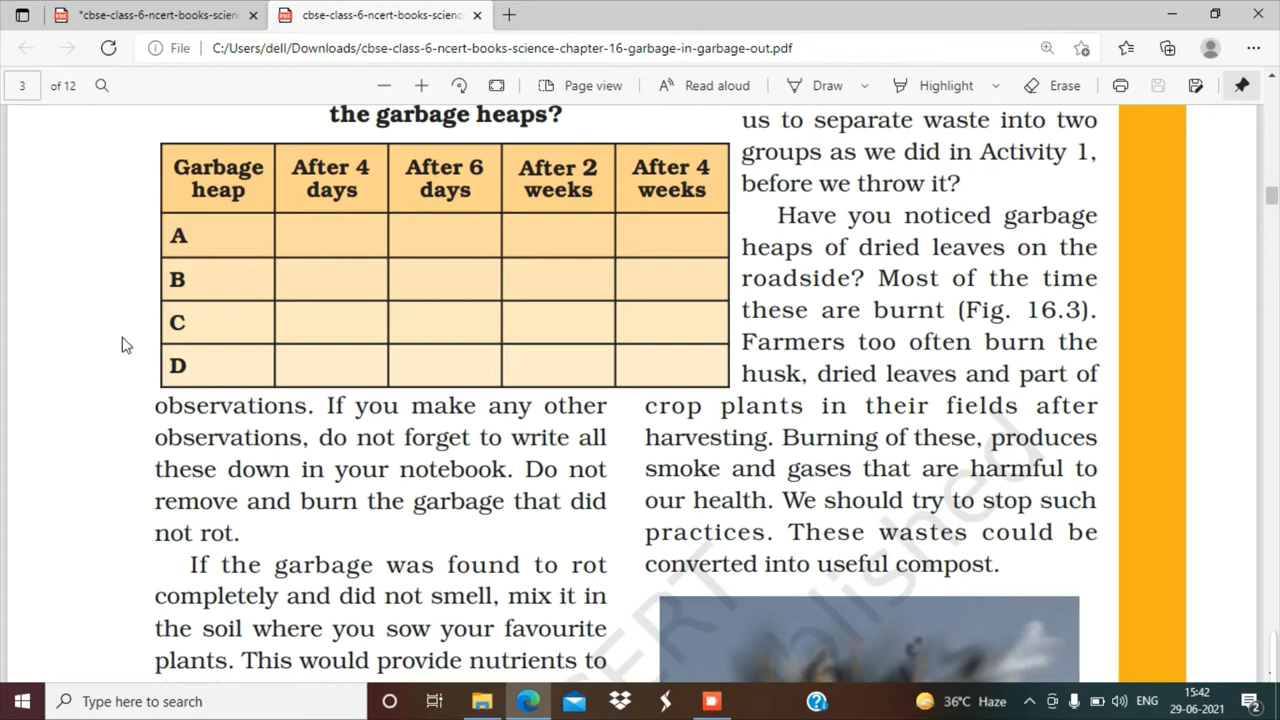 *cbse-class-6-ncert-books-scien
cbse-class-6-ncert-books-science
File
C:/Users/dell/Downloads/cbse-class-6-ncert-books-science-chapter-16-garbage-in-garbage-out.pdf
3 of 12
Page view
Read aloud
Draw
Highlight
Erase
the garbage heaps?
Garbage heap After 4 days After 6 days After 2 weeks After 4 weeks
A
B
C
D
observations. If you make any other
observations, do not forget to write all
these down in your notebook. Do not
remove and burn the garbage that did
not rot.
If the garbage was found to rot
completely and did not smell, mix it in
the soil where you sow your favourite
plants. This would provide nutrients to
us to separate waste into two
groups as we did in Activity 1,
before we throw it?
Have you noticed garbage
heaps of dried leaves on the
roadside? Most of the time
these are burnt (Fig. 16.3).
Farmers too often burn the
husk, dried leaves and part of
crop plants in their fields after
harvesting. Burning of these, produces
smoke and gases that are harmful to
our health. We should try to stop such
practices. These wastes could be
converted into useful compost.
Type here to search
36°C Haze
ENG
15:42
29-06-2021
2